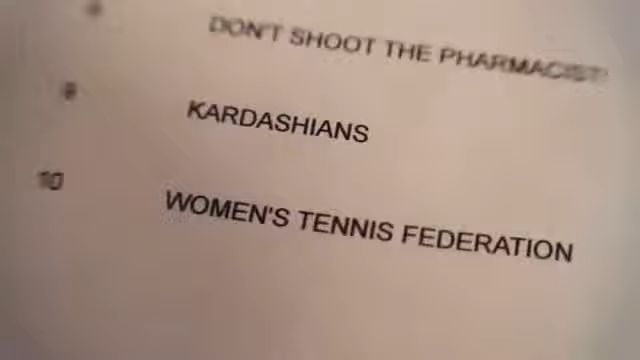 DON'T SHOOT THE PHARMACIST!
9 KARDASHIANS
10 WOMEN'S TENNIS FEDERATION